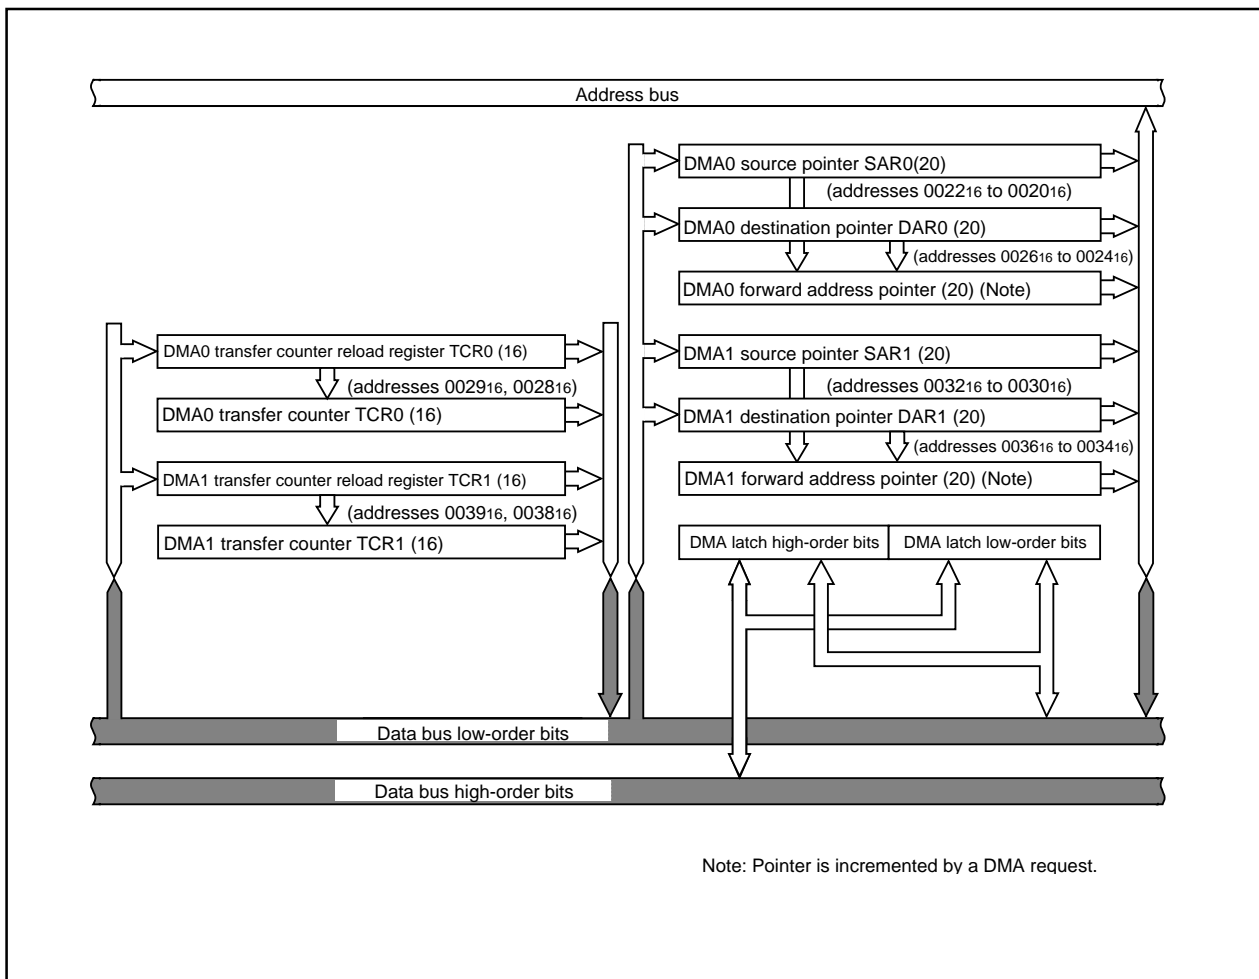 Address bus
DMA0 source pointer SAR0(20)
(addresses 002216 to 002016)
DMA0 destination pointer DAR0 (20)
(addresses 002616 to 002416)
DMA0 forward address pointer (20) (Note)
DMA0 transfer counter reload register TCR0 (16)
(addresses 002916, 002816)
DMA0 transfer counter TCR0 (16)
DMA1 transfer counter reload register TCR1 (16)
(addresses 003916, 003816)
DMA1 transfer counter TCR1 (16)
DMA1 source pointer SAR1 (20)
(addresses 003216 to 003016)
DMA1 destination pointer DAR1 (20)
(addresses 003616 to 003416)
DMA1 forward address pointer (20) (Note)
DMA latch high-order bits
DMA latch low-order bits
Data bus low-order bits
Data bus high-order bits
Note: Pointer is incremented by a DMA request.